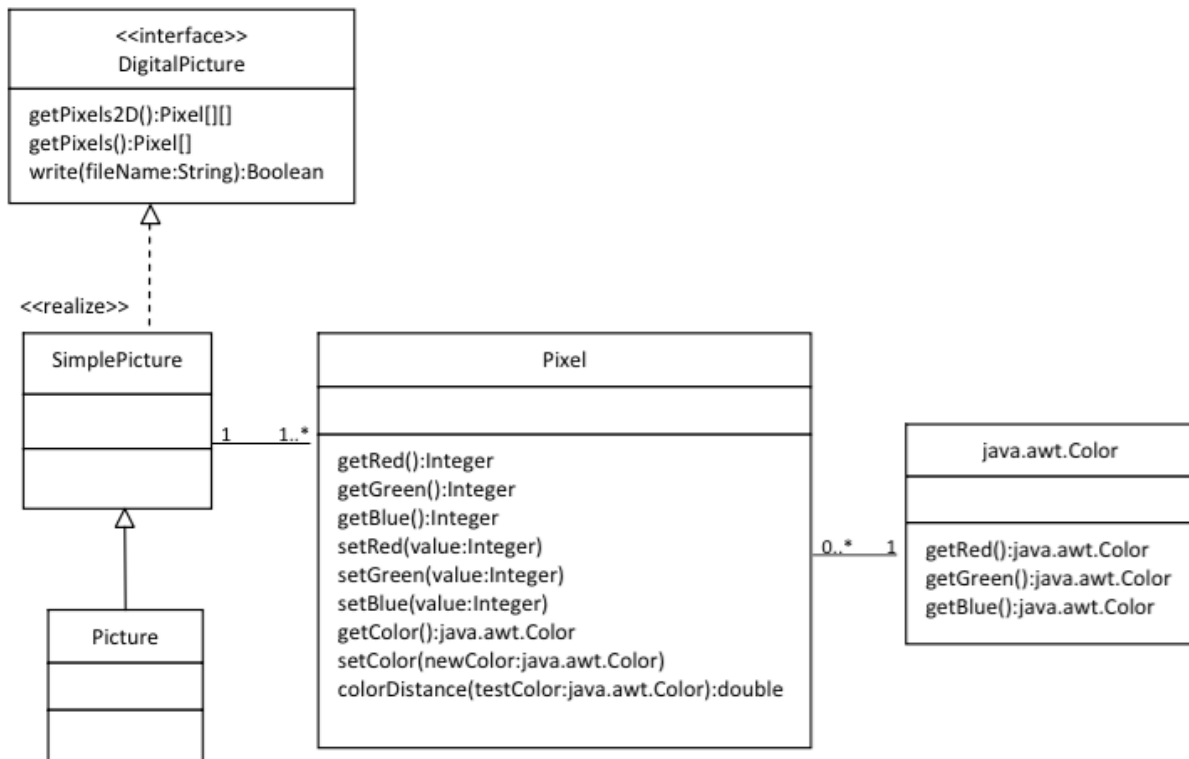 <<interface>>
DigitalPicture
getPixels2D():Pixel[][]
getPixels():Pixel[]
write(fileName:String):Boolean
<<realize>>
SimplePicture
1
1..*
Pixel
getRed():Integer
getGreen():Integer
getBlue():Integer
setRed(value:Integer)
setGreen(value:Integer)
setBlue(value:Integer)
getColor():java.awt.Color
setColor(newColor:java.awt.Color)
colorDistance(testColor:java.awt.Color):double
0..*
1
java.awt.Color
getRed():java.awt.Color
getGreen():java.awt.Color
getBlue():java.awt.Color
Picture